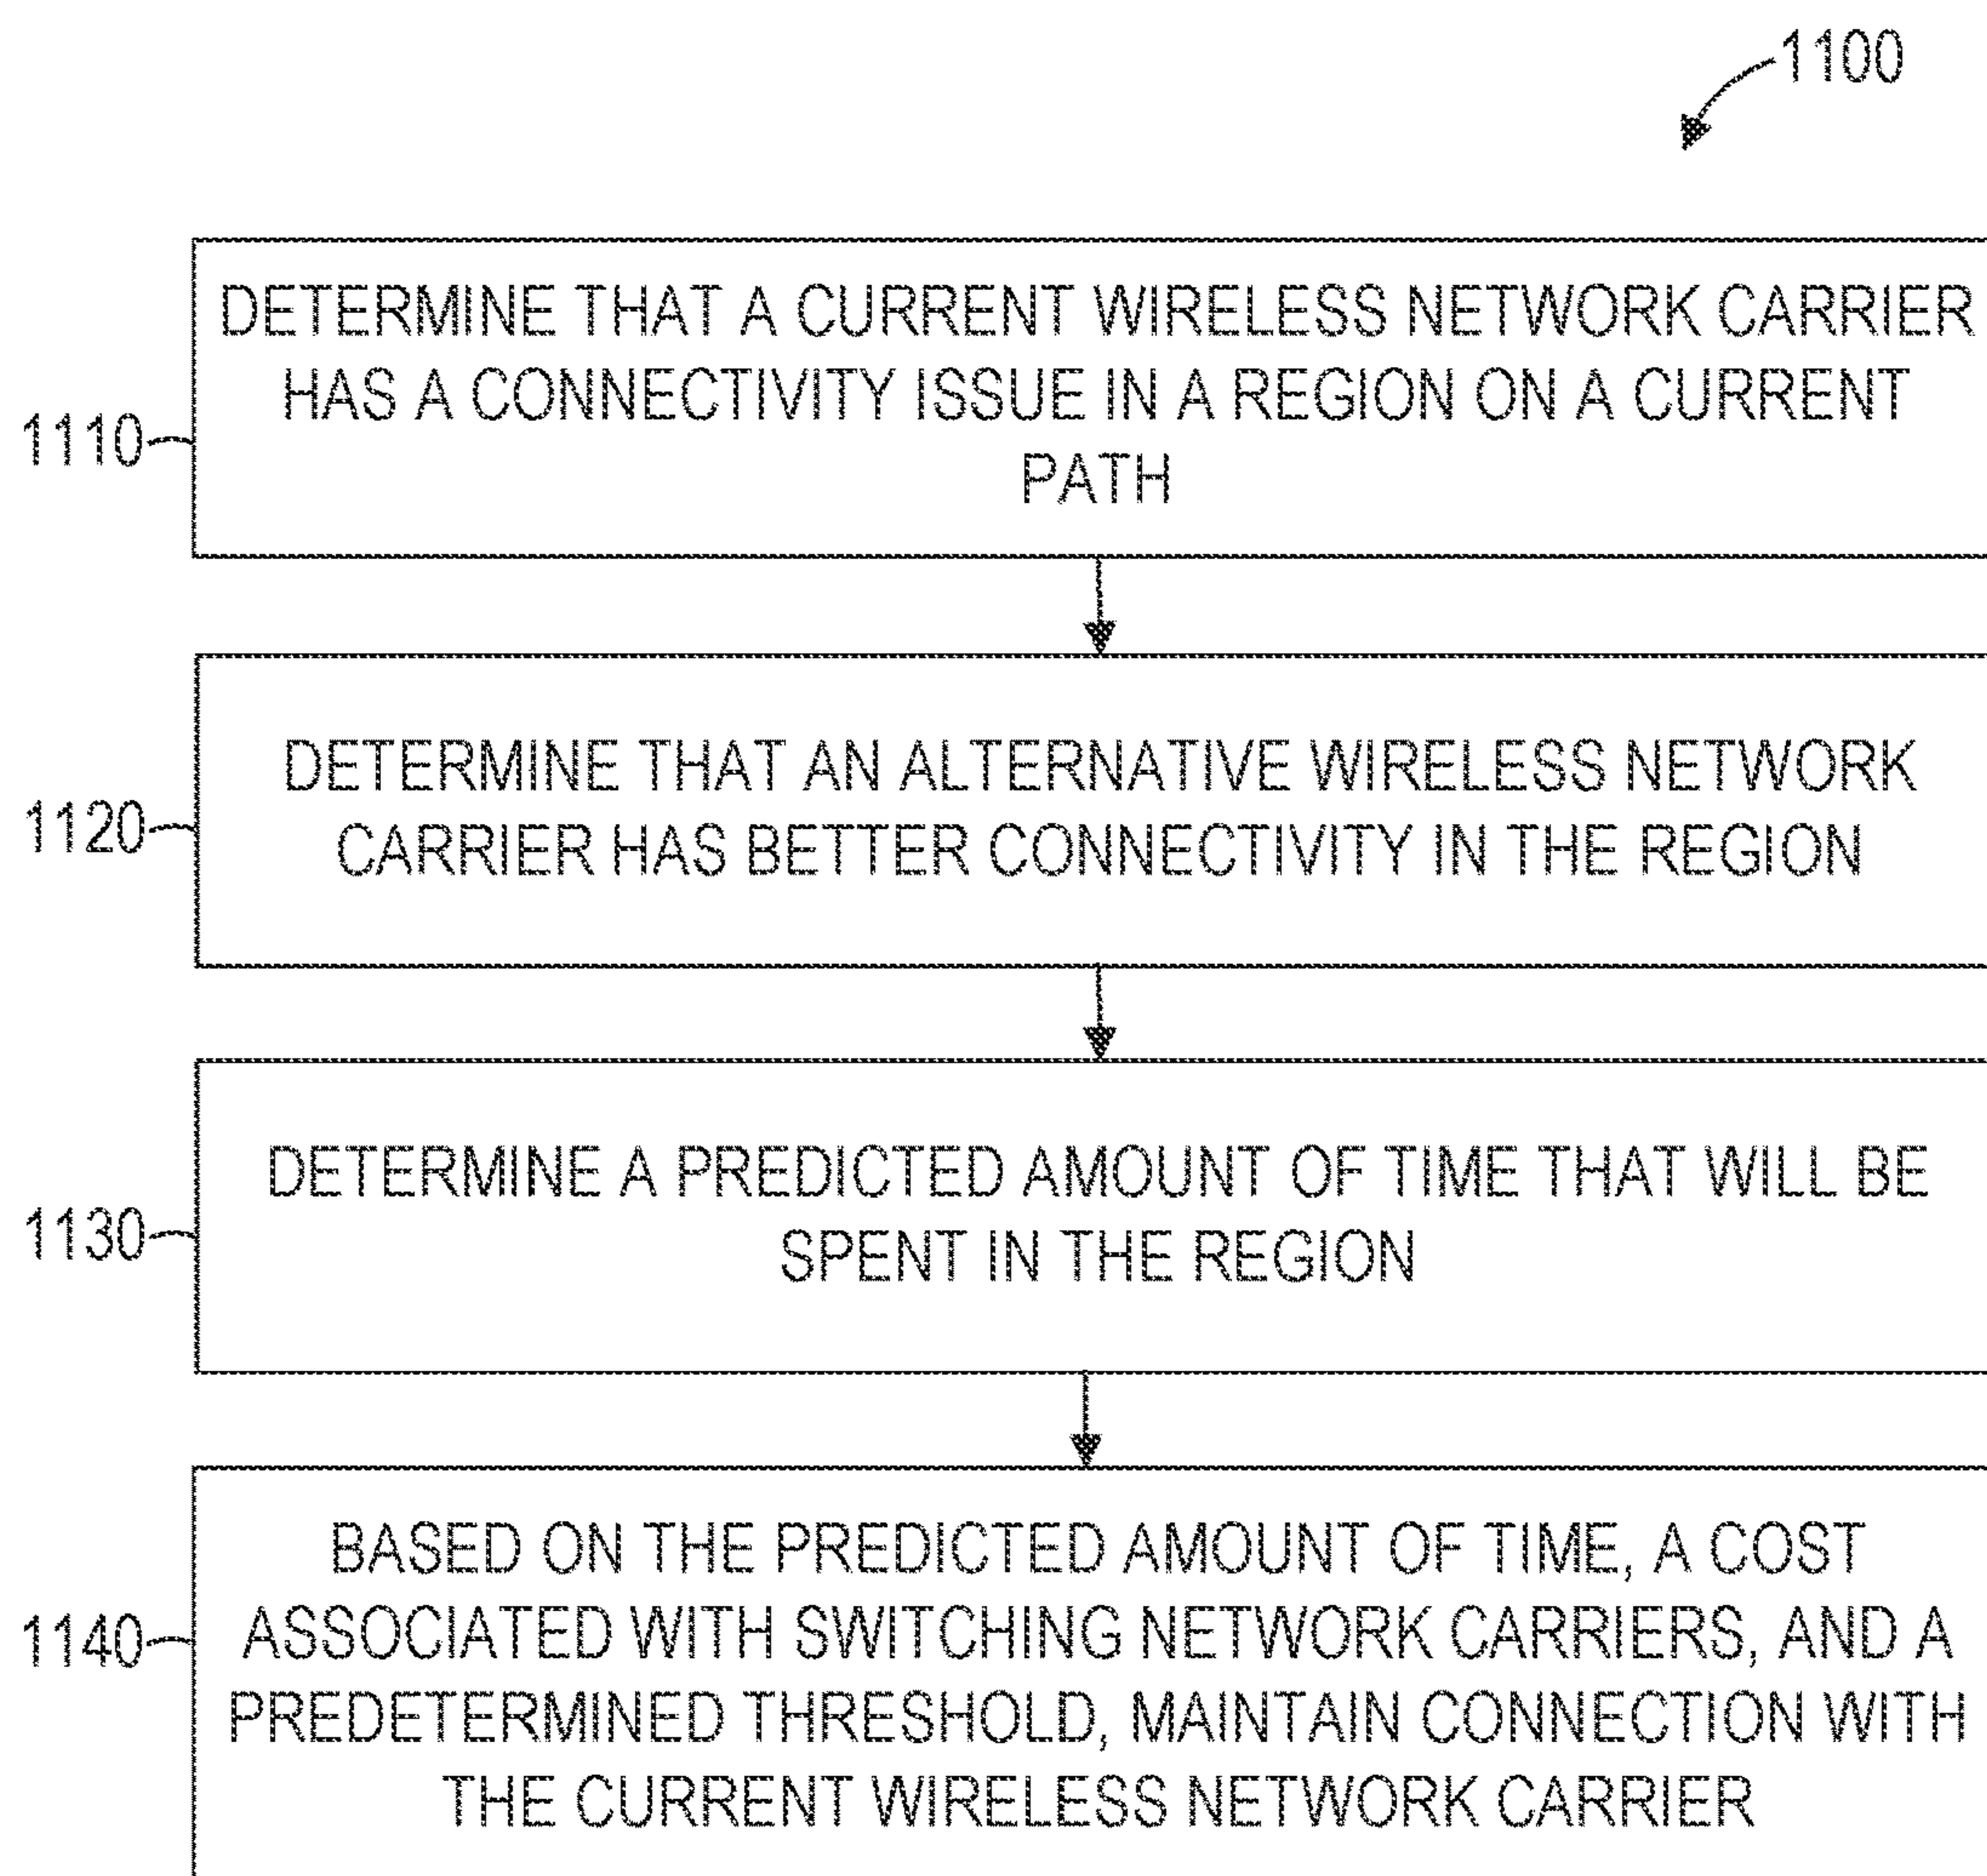 1100
DETERMINE THAT A CURRENT WIRELESS NETWORK CARRIER
HAS A CONNECTIVITY ISSUE IN A REGION ON A CURRENT
PATH
1110
DETERMINE THAT AN ALTERNATIVE WIRELESS NETWORK
CARRIER HAS BETTER CONNECTIVITY IN THE REGION
1120
DETERMINE A PREDICTED AMOUNT OF TIME THAT WILL BE
SPENT IN THE REGION
1130
BASED ON THE PREDICTED AMOUNT OF TIME, A COST
ASSOCIATED WITH SWITCHING NETWORK CARRIERS, AND A
PREDETERMINED THRESHOLD, MAINTAIN CONNECTION WITH
THE CURRENT WIRELESS NETWORK CARRIER
1140